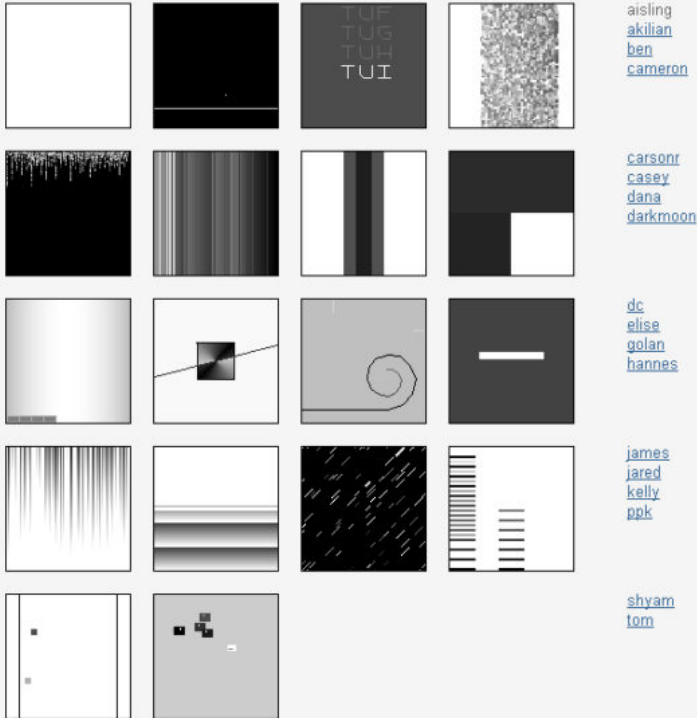 TUF
TUG
TUH
TUI
aisling
akilian
ben
cameron
carsonr
casey
dana
darkmoon
dc
elise
golan
hannes
james
jared
kelly
ppk
shyam
tom